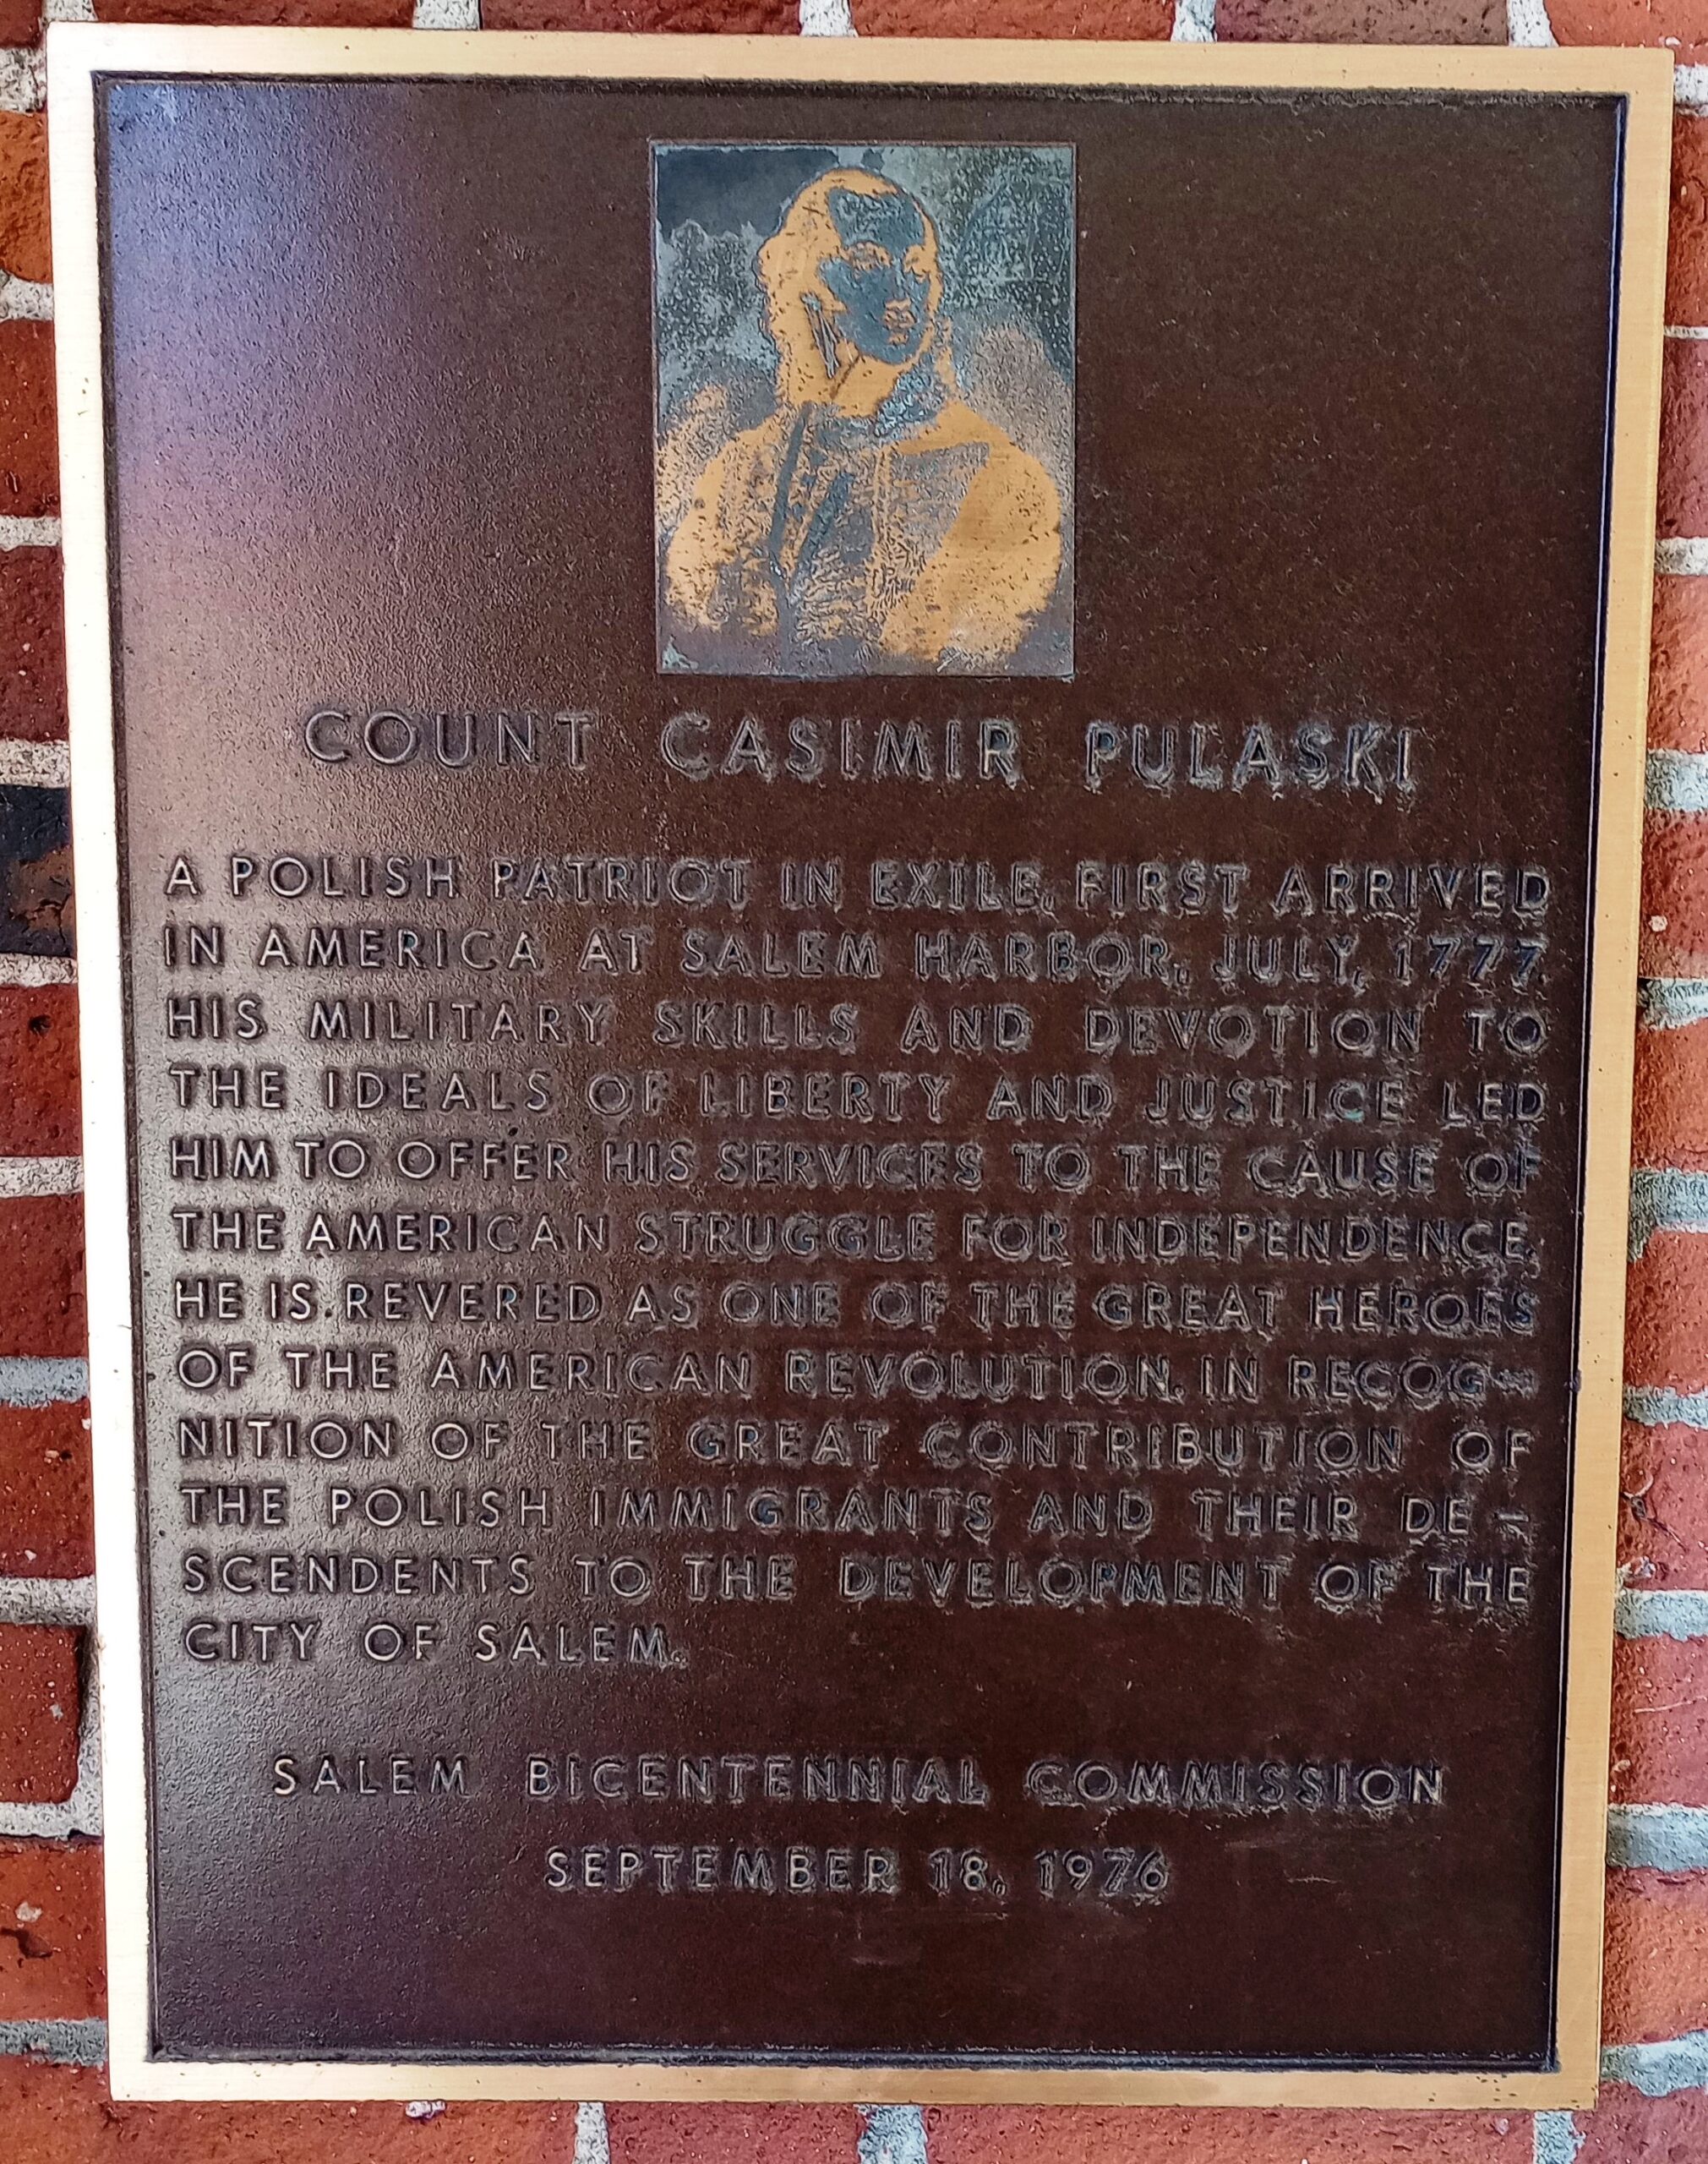 COUNT CASIMIR PULASKI
A POLISH PATRIOT IN EXILE, FIRST ARRIVED
IN AMERICA AT SALEM HARBOR, JULY, 1777.
HIS MILITARY SKILLS AND DEVOTION TO
THE IDEALS OF LIBERTY AND JUSTICE LED
HIM TO OFFER HIS SERVICES TO THE CAUSE OF
THE AMERICAN STRUGGLE FOR INDEPENDENCE.
HE IS REVERED AS ONE OF THE GREAT HEROES
OF THE AMERICAN REVOLUTION. IN RECOG-
NITION OF THE GREAT CONTRIBUTION OF
THE POLISH IMMIGRANTS AND THEIR DE-
SCENDENTS TO THE DEVELOPMENT OF THE
CITY OF SALEM.
SALEM BICENTENNIAL COMMISSION
SEPTEMBER 18, 1976